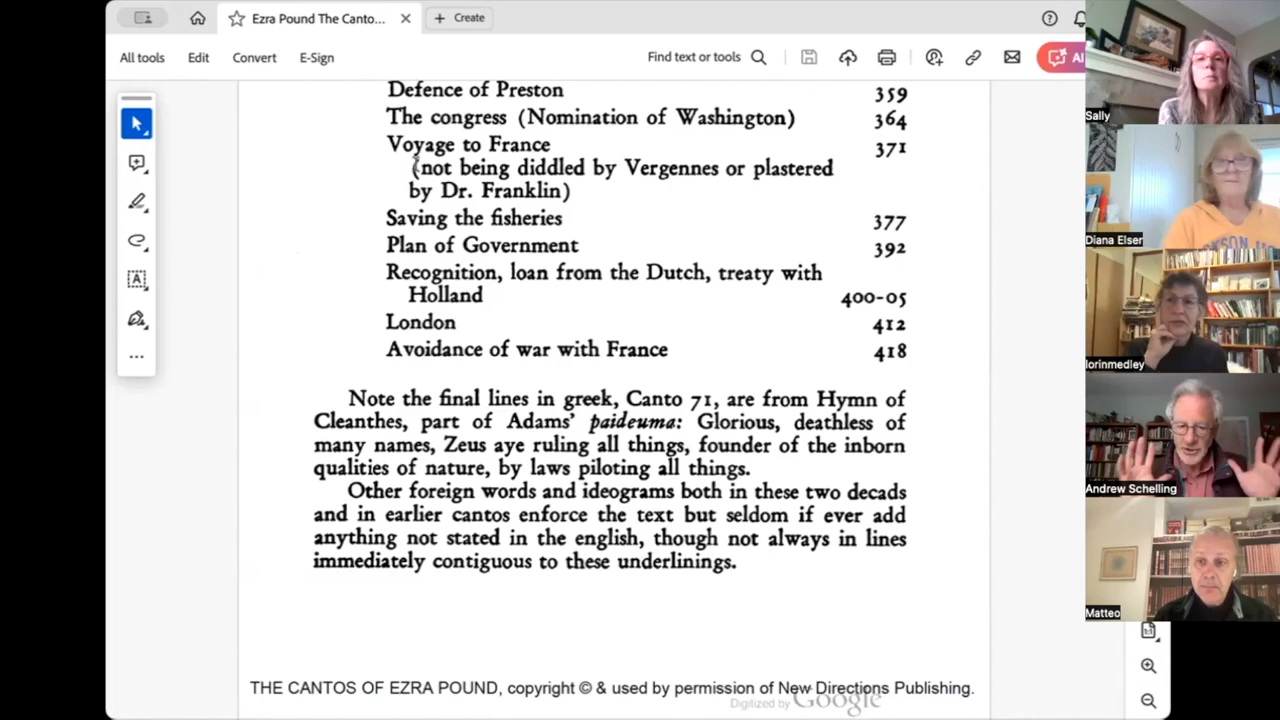 Ezra Pound The Canto...
Create
All tools
Edit
Convert
E-Sign
Find text or tools
AI
Defence of Preston 359
The congress (Nomination of Washington) 364
Voyage to France 371
(not being diddled by Vergennes or plastered
by Dr. Franklin)
Saving the fisheries 377
Plan of Government 392
Recognition, loan from the Dutch, treaty with
Holland 400-05
London 412
Avoidance of war with France 418
Note the final lines in greek, Canto 71, are from Hymn of
Cleanthes, part of Adams' paideuma: Glorious, deathless of
many names, Zeus aye ruling all things, founder of the inborn
qualities of nature, by laws piloting all things.
Other foreign words and ideograms both in these two decads
and in earlier cantos enforce the text but seldom if ever add
anything not stated in the english, though not always in lines
immediately contiguous to these underlinings.
THE CANTOS OF EZRA POUND, copyright © & used by permission of New Directions Publishing.
Digitized by Google
Sally
Diana Elser
lorinmedley
Andrew Schelling
Matteo